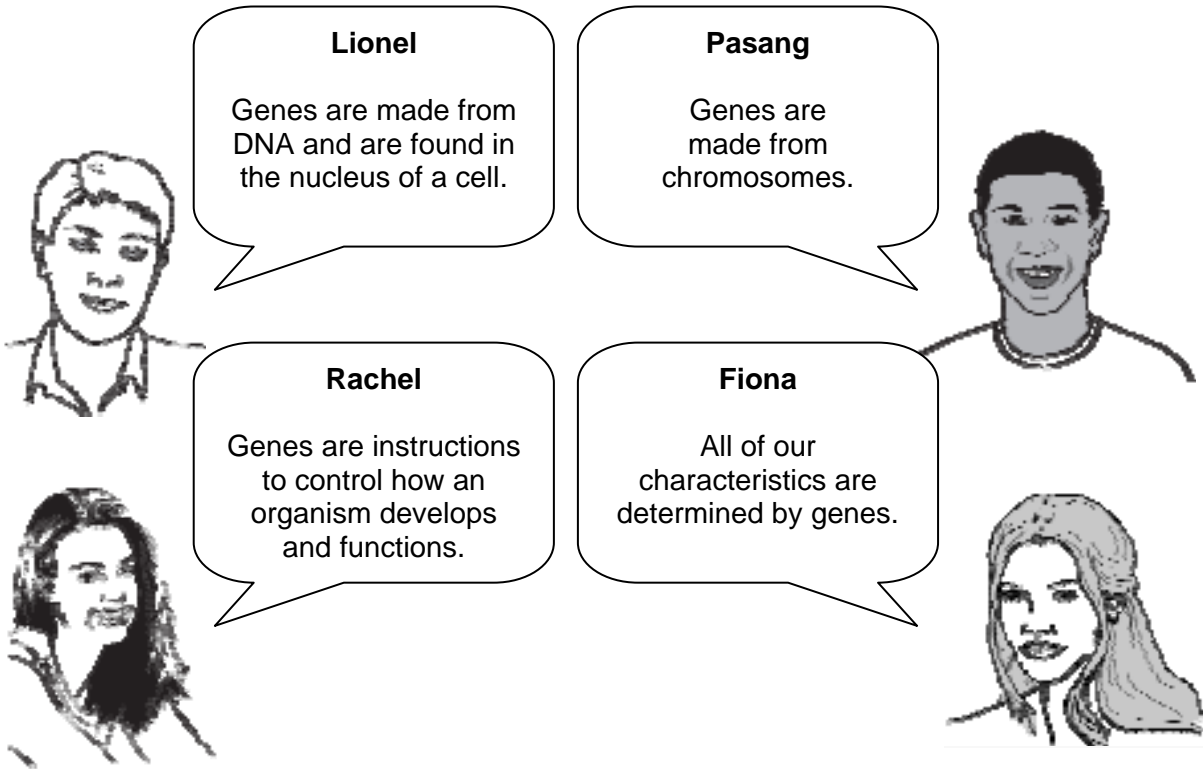 Lionel
Genes are made from
DNA and are found in
the nucleus of a cell.
Pasang
Genes are
made from
chromosomes.
Rachel
Genes are instructions
to control how an
organism develops
and functions.
Fiona
All of our
characteristics are
determined by genes.